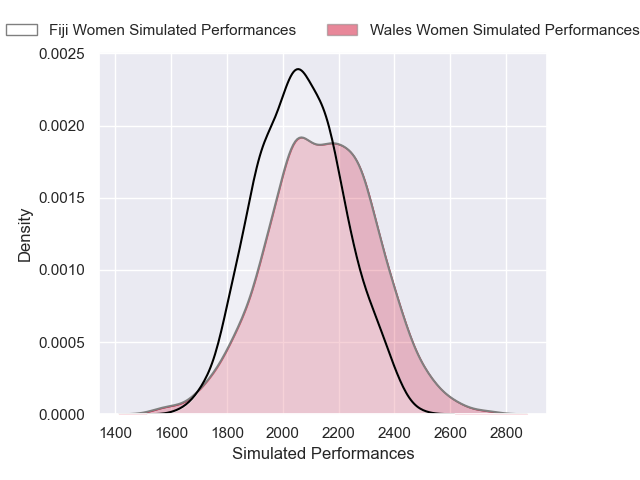 Fiji Women Simulated Performances Wales Women Simulated Performances
0.0025
0.0020
0.0015
0.0010
0.0005
0.0000
Density
1400 1600 1800 2000 2200 2400 2600 2800
Simulated Performances